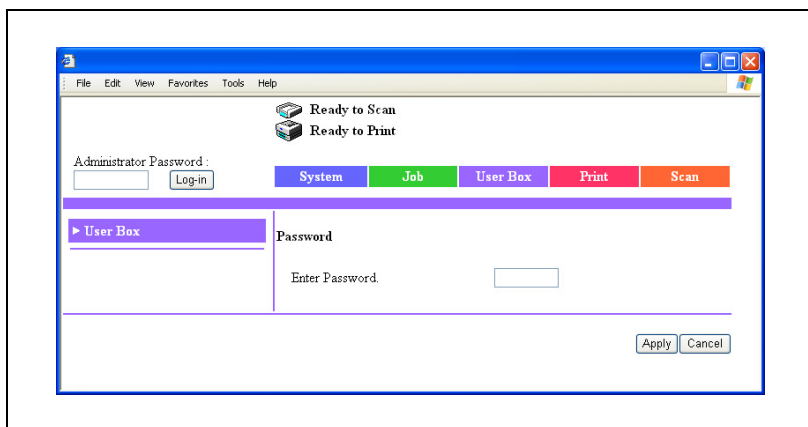 File Edit View Favorites Tools Help
Ready to Scan
Ready to Print
Administrator Password :
Log-in
System Job User Box Print Scan
User Box
Password
Enter Password.
Apply Cancel